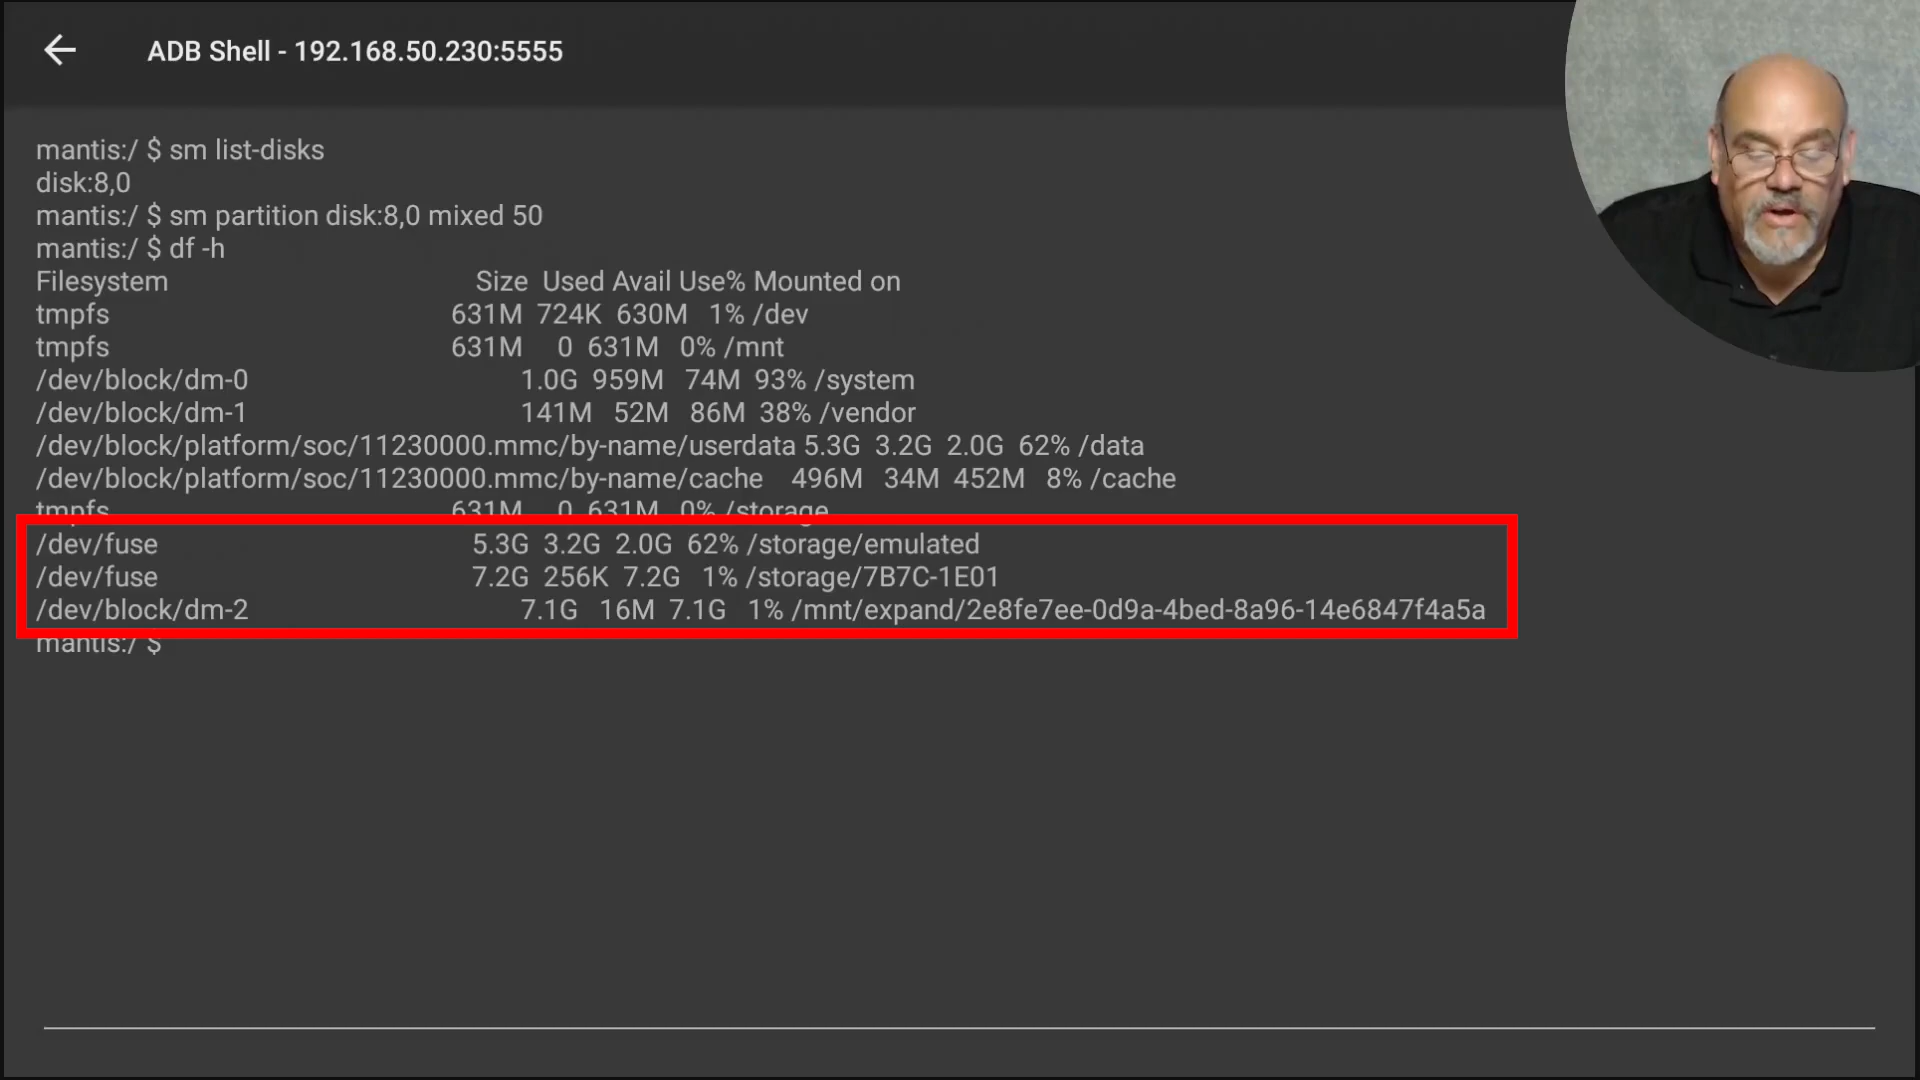 ADB Shell - 192.168.50.230:5555
mantis:/ $ sm list-disks
disk:8,0
mantis:/ $ sm partition disk:8,0 mixed 50
mantis:/ $ df -h
Filesystem Size Used Avail Use% Mounted on
tmpfs 631M 724K 630M 1% /dev
tmpfs 631M 0 631M 0% /mnt
/dev/block/dm-0 1.0G 959M 74M 93% /system
/dev/block/dm-1 141M 52M 86M 38% /vendor
/dev/block/platform/soc/11230000.mmc/by-name/userdata 5.3G 3.2G 2.0G 62% /data
/dev/block/platform/soc/11230000.mmc/by-name/cache 496M 34M 452M 8% /cache
tmpfs 631M 0 631M 0% /storage
/dev/fuse 5.3G 3.2G 2.0G 62% /storage/emulated
/dev/fuse 7.2G 256K 7.2G 1% /storage/7B7C-1E01
/dev/block/dm-2 7.1G 16M 7.1G 1% /mnt/expand/2e8fe7ee-0d9a-4bed-8a96-14e6847f4a5a
mantis:/ $